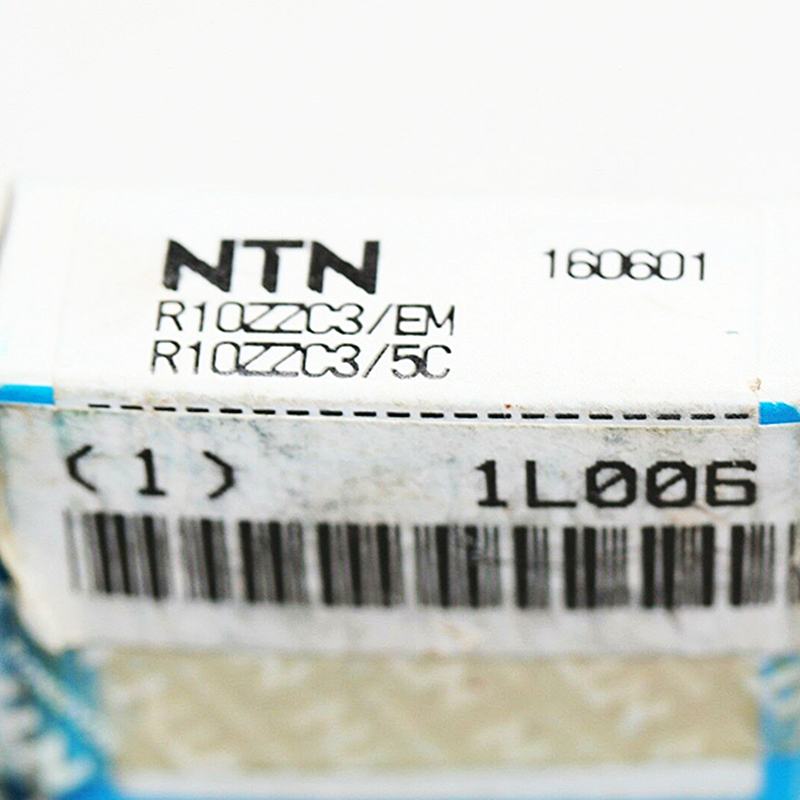 NTN 160601
R10ZZC3/EM
R10ZZC3/5C
(1) 1L006